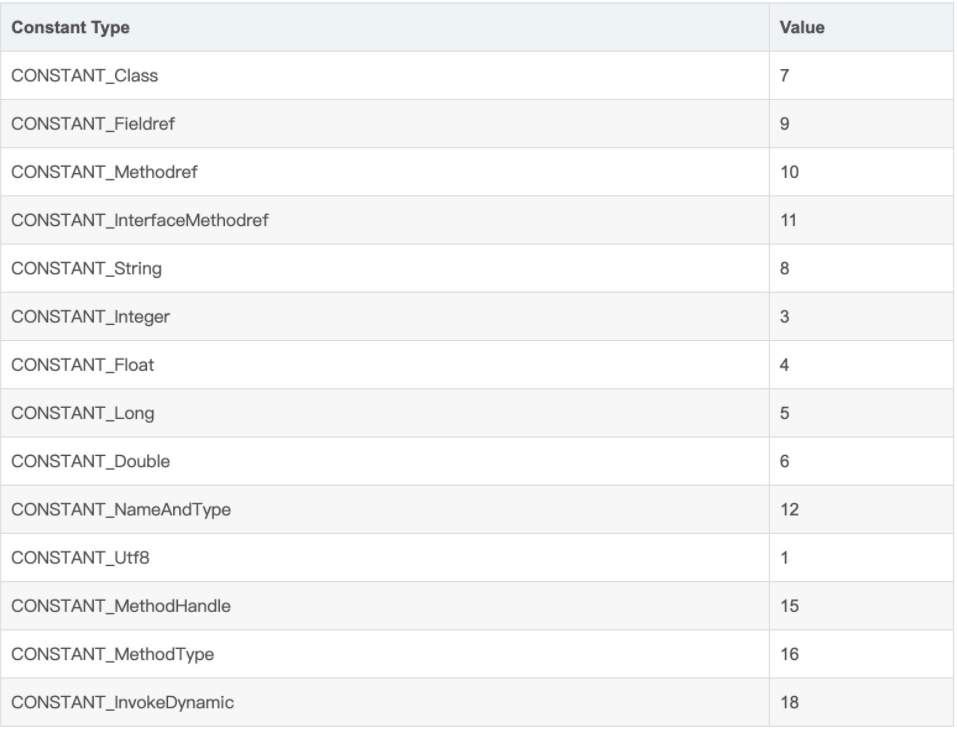 Constant Type Value
CONSTANT_Class 7
CONSTANT_Fieldref 9
CONSTANT_Methodref 10
CONSTANT_InterfaceMethodref 11
CONSTANT_String 8
CONSTANT_Integer 3
CONSTANT_Float 4
CONSTANT_Long 5
CONSTANT_Double 6
CONSTANT_NameAndType 12
CONSTANT_Utf8 1
CONSTANT_MethodHandle 15
CONSTANT_MethodType 16
CONSTANT_InvokeDynamic 18